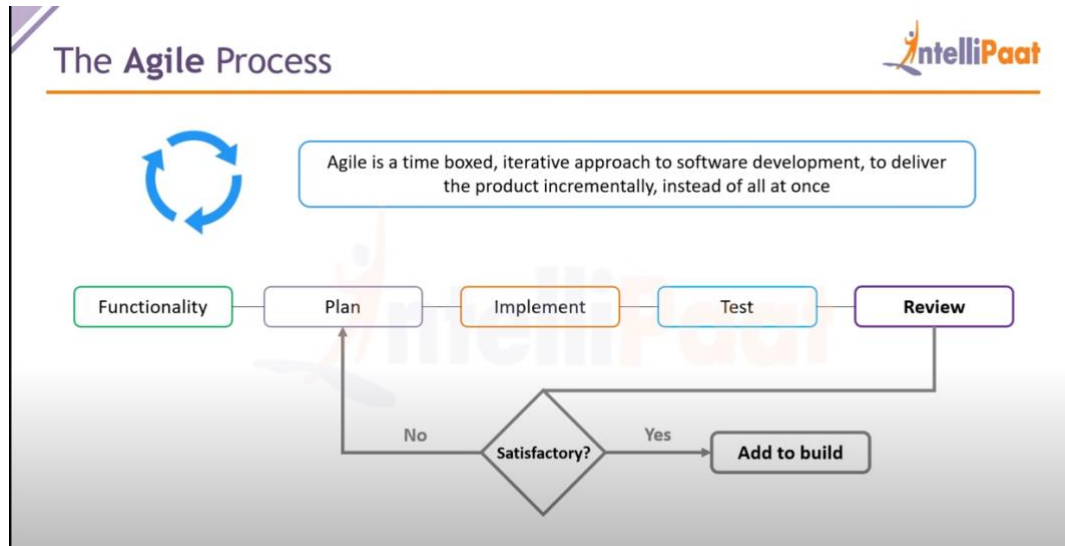 The Agile Process
IntelliPaat
Agile is a time boxed, iterative approach to software development, to deliver
the product incrementally, instead of all at once
Functionality
Plan
Implement
Test
Review
No
Satisfactory?
Yes
Add to build
IntelliPaat